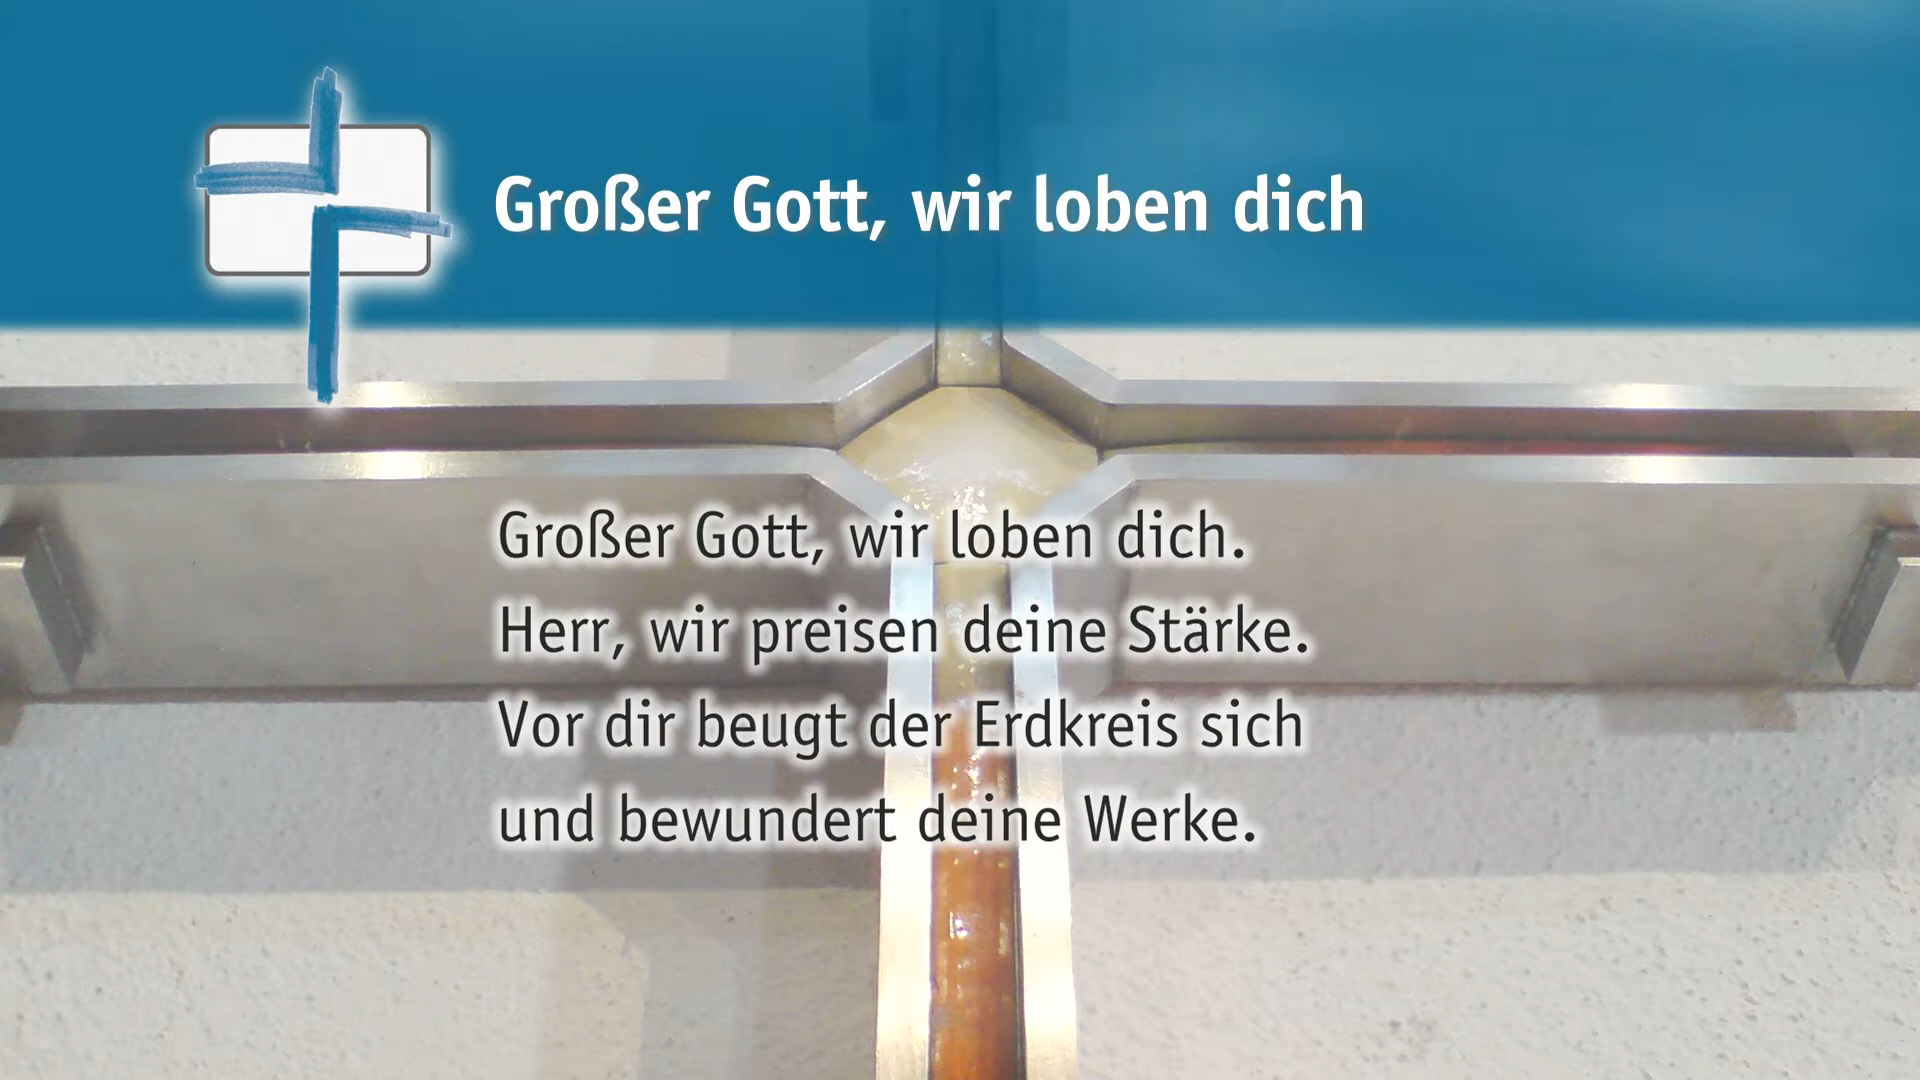 Großer Gott, wir loben dich
Großer Gott, wir loben dich.
Herr, wir preisen deine Stärke.
Vor dir beugt der Erdkreis sich
und bewundert deine Werke.